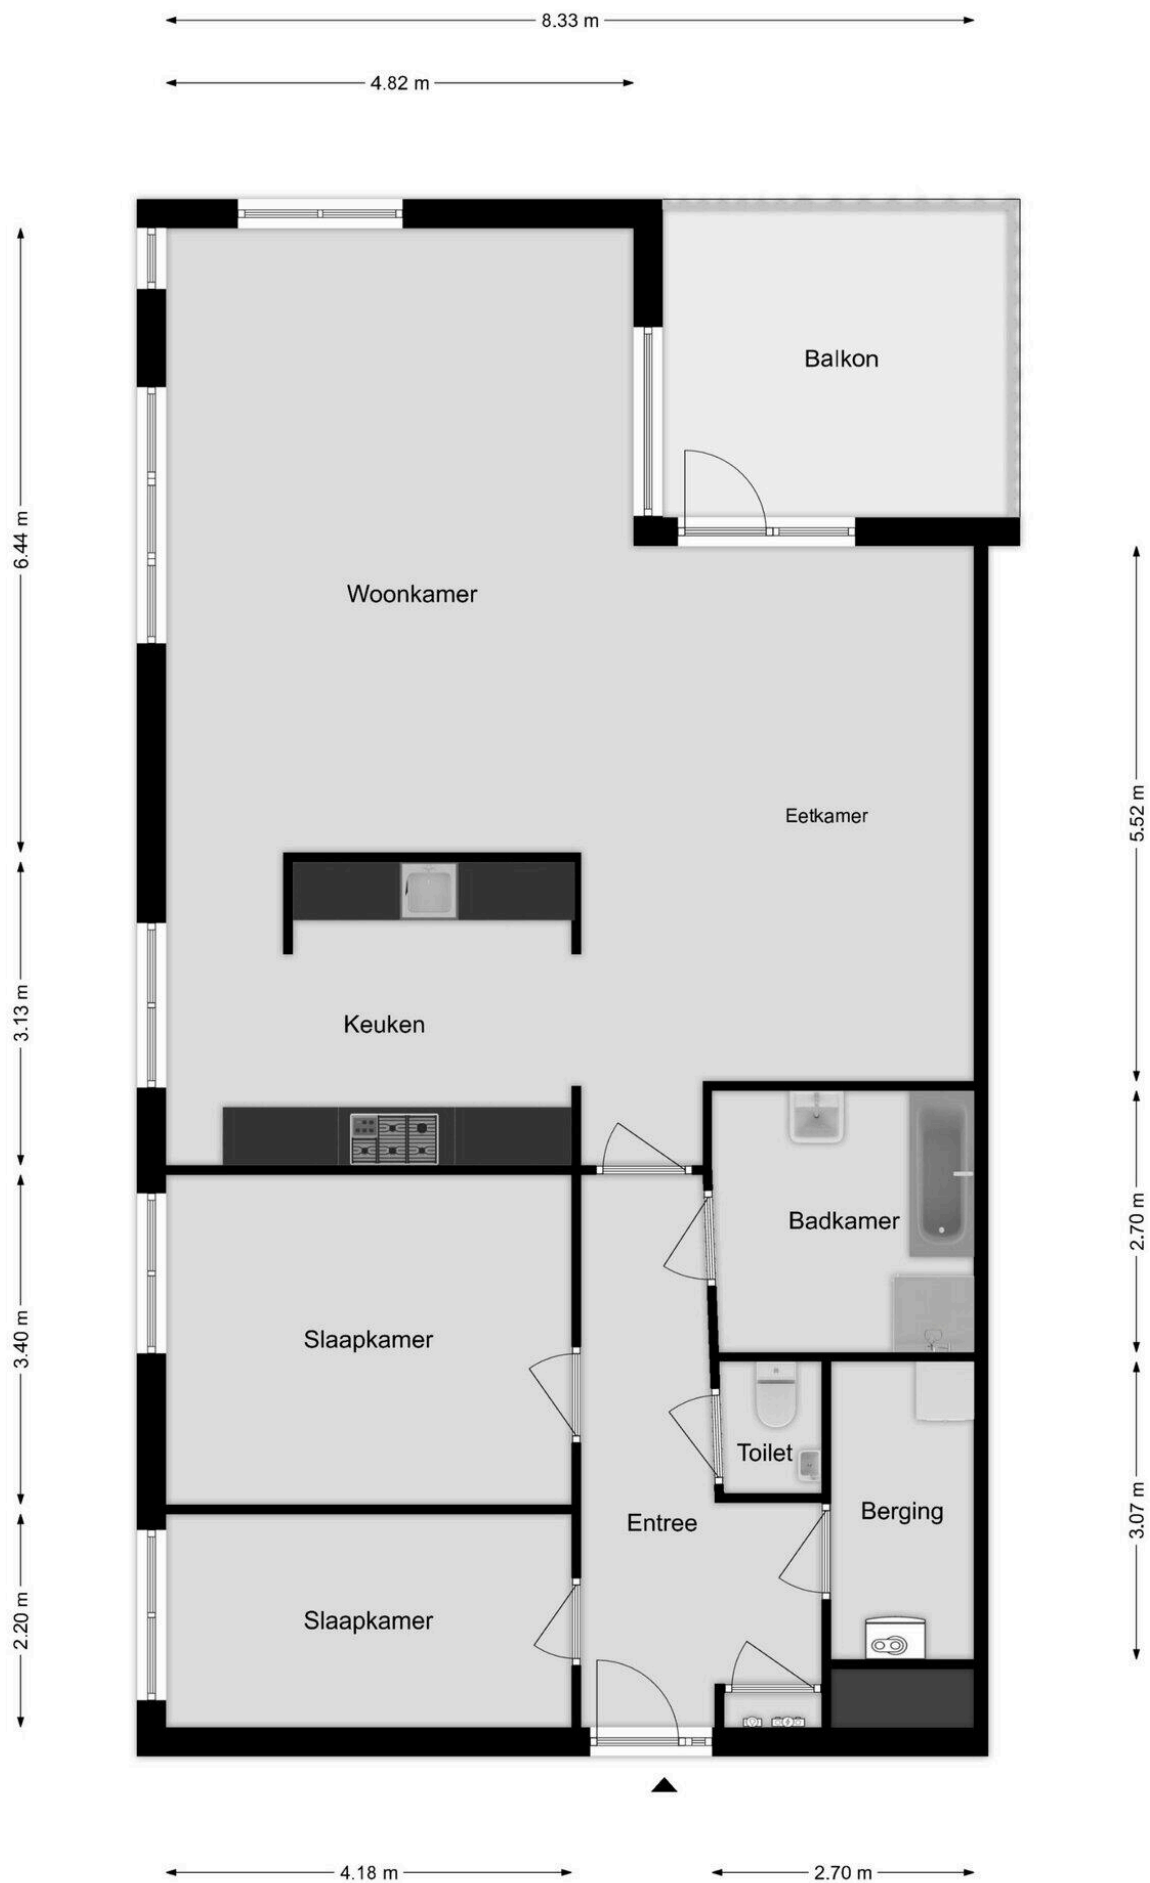 8.33 m
4.82 m
Balkon
6.44 m
Woonkamer
5.52 m
Eetkamer
3.13 m
Keuken
2.70 m
Badkamer
3.40 m
Slaapkamer
Toilet
3.07 m
Berging
Entree
2.20 m
Slaapkamer
4.18 m
2.70 m